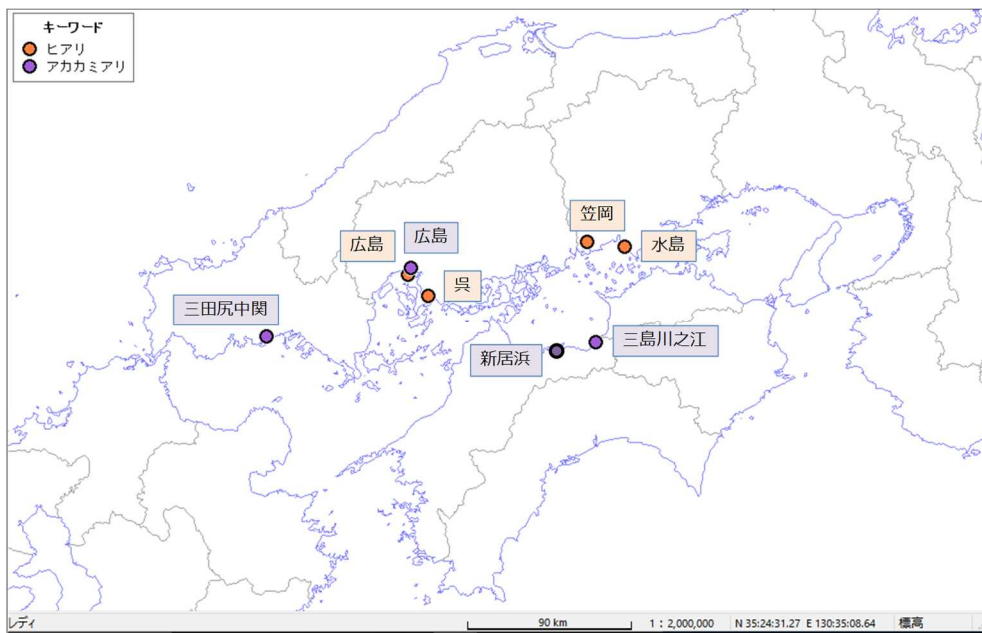 キーワード
ヒアリ
アカカミアリ
笠岡
広島
広島
水島
呉
三田尻中関
三島川之江
新居浜
レディ
90 km
1 : 2,000,000
N 35:24:31.27 E 130:35:08.64
標高